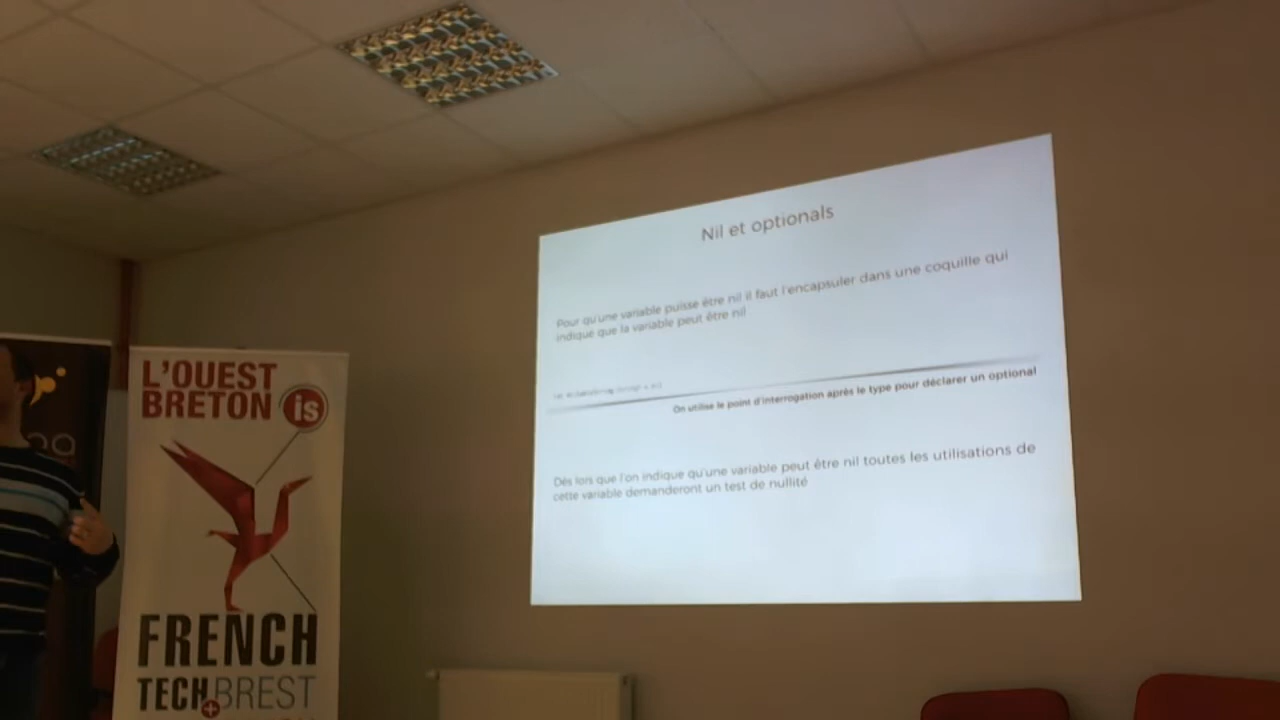 Nil et optionals
Pour qu'une variable puisse être nil il faut l'encapsuler dans une coquille qui
indique que la variable peut être nil
On utilise le point d'interrogation après le type pour déclarer un optional
Dès lors que l'on indique qu'une variable peut être nil toutes les utilisations de
cette variable demanderont un test de nullité
L'OUEST
BRETON
is
FRENCH
TECH+BREST